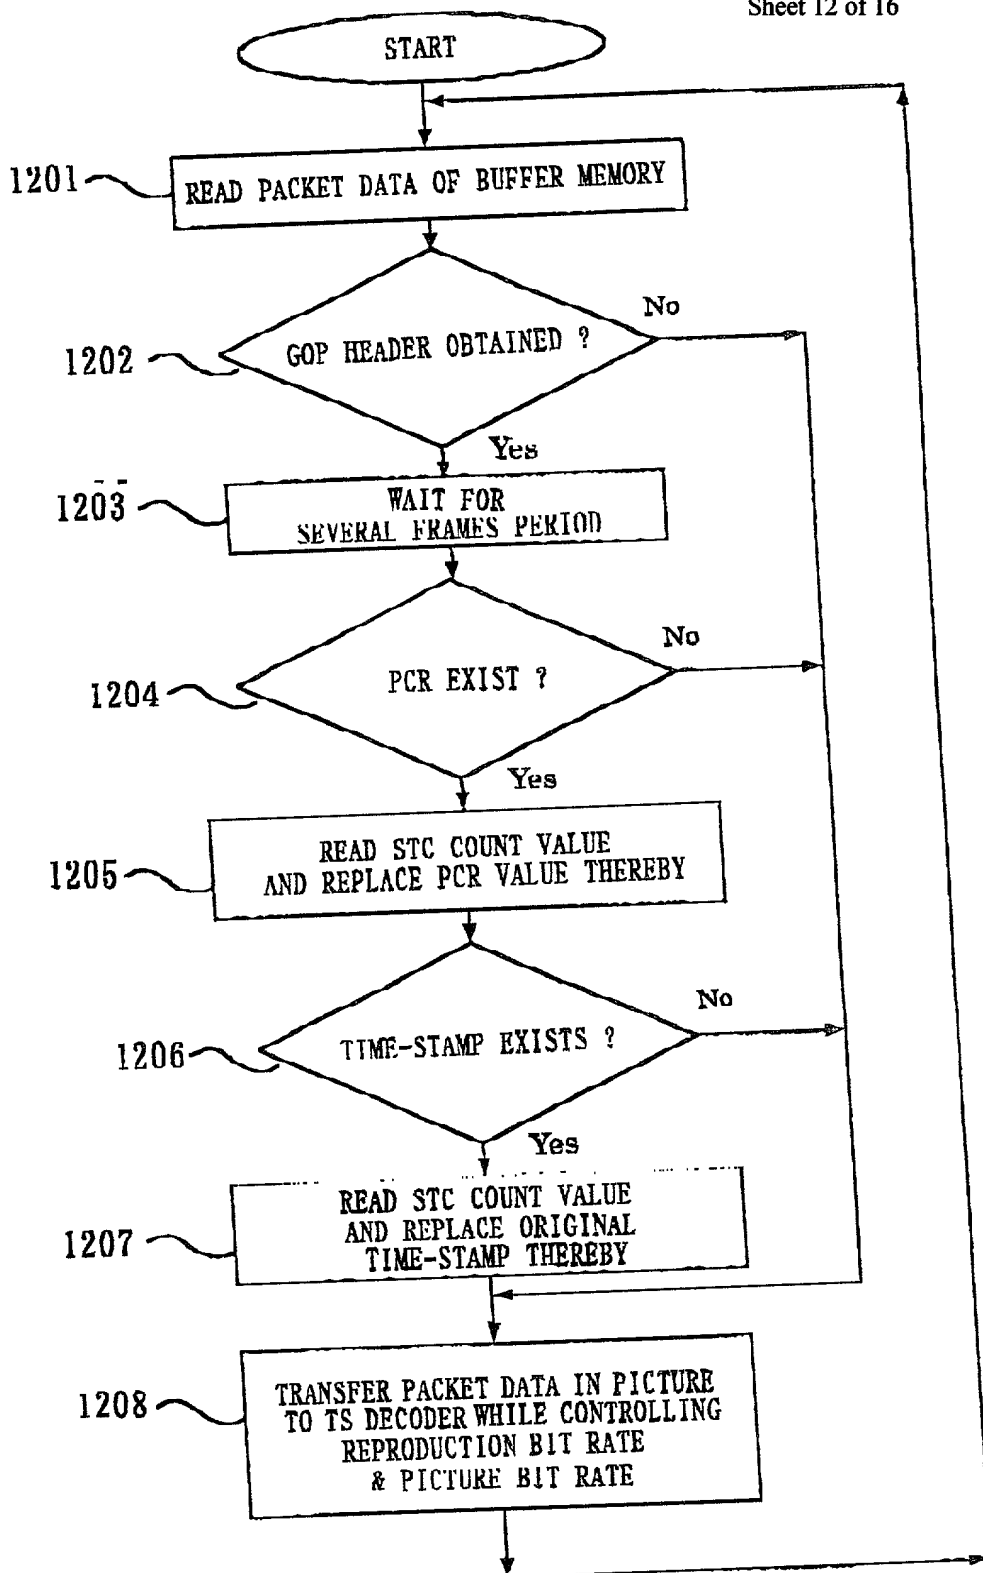 Sheet 12 of 16
START
1201
READ PACKET DATA OF BUFFER MEMORY
No
1202
GOP HEADER OBTAINED ?
Yes
1203
WAIT FOR
SEVERAL FRAMES PERIOD
No
1204
PCR EXIST ?
Yes
1205
READ STC COUNT VALUE
AND REPLACE PCR VALUE THEREBY
No
1206
TIME-STAMP EXISTS ?
Yes
1207
READ STC COUNT VALUE
AND REPLACE ORIGINAL
TIME-STAMP THEREBY
1208
TRANSFER PACKET DATA IN PICTURE
TO TS DECODER WHILE CONTROLLING
REPRODUCTION BIT RATE
& PICTURE BIT RATE